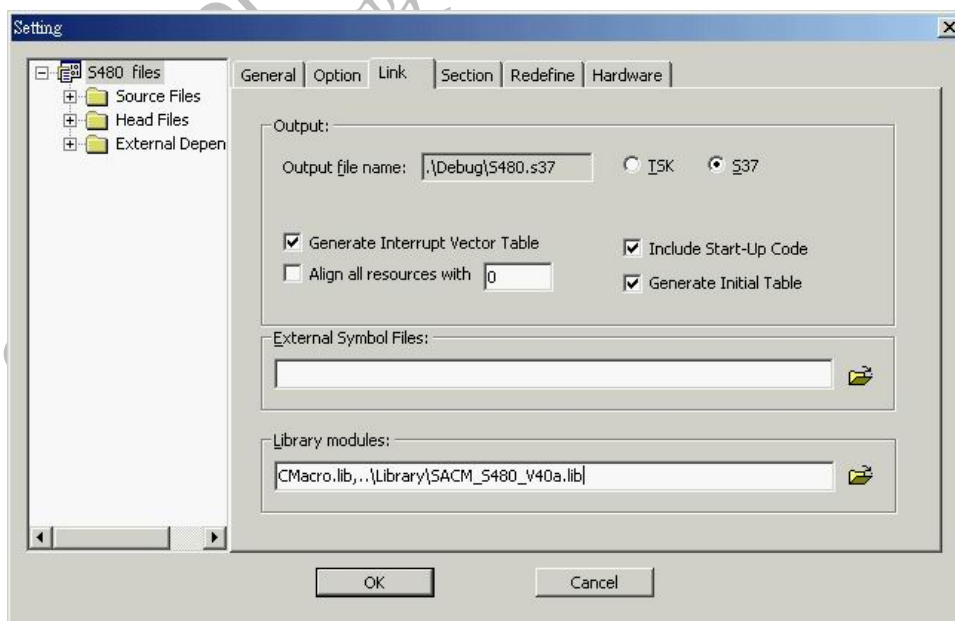 Setting
S480 files
Source Files
Head Files
External Depen
General Option Link Section Redefine Hardware
Output:
Output file name: .\Debug\S480.s37 TSK S37
Generate Interrupt Vector Table
Include Start-Up Code
Align all resources with 0
Generate Initial Table
External Symbol Files:
Library modules:
CMacro.lib,..\Library\SACM_S480_V40a.lib
OK Cancel